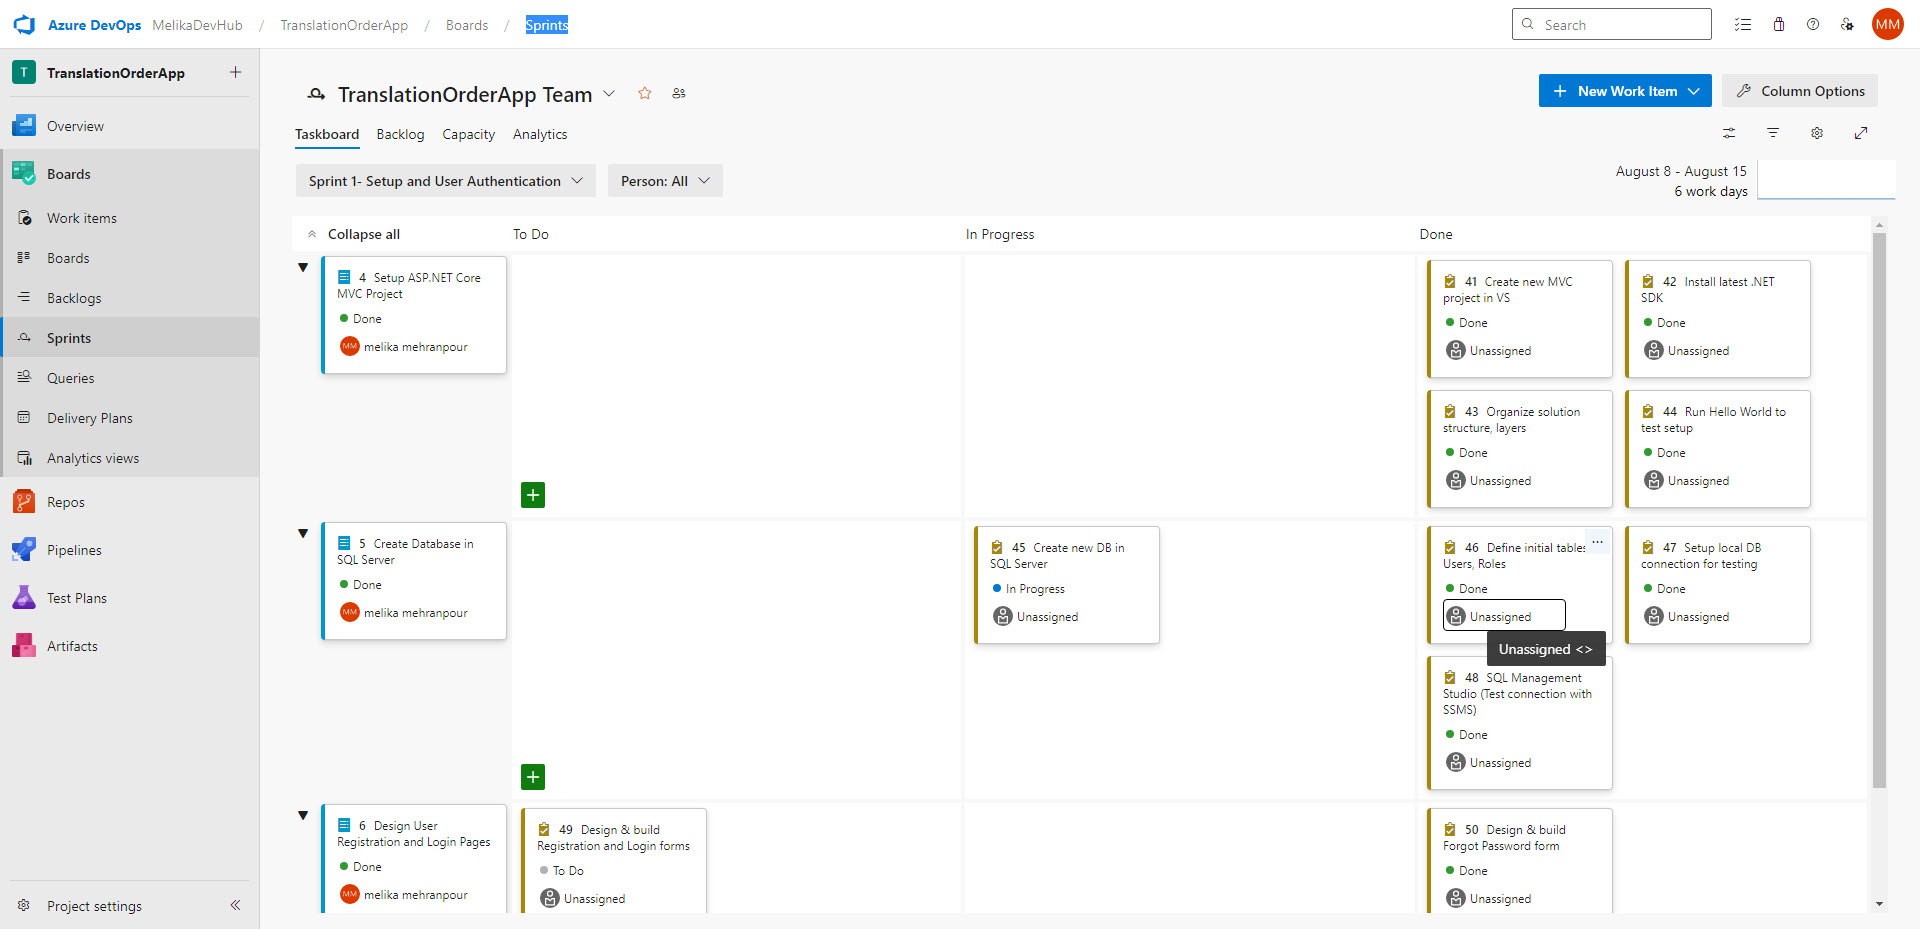 Azure DevOps MelikaDevHub / TranslationOrderApp / Boards / Sprints
Search
MM
T TranslationOrderApp
Overview
Boards
Work items
Boards
Backlogs
Sprints
Queries
Delivery Plans
Analytics views
Repos
Pipelines
Test Plans
Artifacts
Project settings
TranslationOrderApp Team
New Work Item
Column Options
Taskboard Backlog Capacity Analytics
Sprint 1- Setup and User Authentication
Person: All
August 8 - August 15
6 work days
Collapse all
To Do
In Progress
Done
4 Setup ASP.NET Core
MVC Project
Done
MM melika mehranpour
41 Create new MVC
project in VS
Done
Unassigned
42 Install latest .NET
SDK
Done
Unassigned
43 Organize solution
structure, layers
Done
Unassigned
44 Run Hello World to
test setup
Done
Unassigned
5 Create Database in
SQL Server
Done
MM melika mehranpour
45 Create new DB in
SQL Server
In Progress
Unassigned
46 Define initial tables
Users, Roles
Done
Unassigned
Unassigned <>
47 Setup local DB
connection for testing
Done
Unassigned
48 SQL Management
Studio (Test connection with
SSMS)
Done
Unassigned
6 Design User
Registration and Login Pages
Done
MM melika mehranpour
49 Design & build
Registration and Login forms
To Do
Unassigned
50 Design & build
Forgot Password form
Done
Unassigned